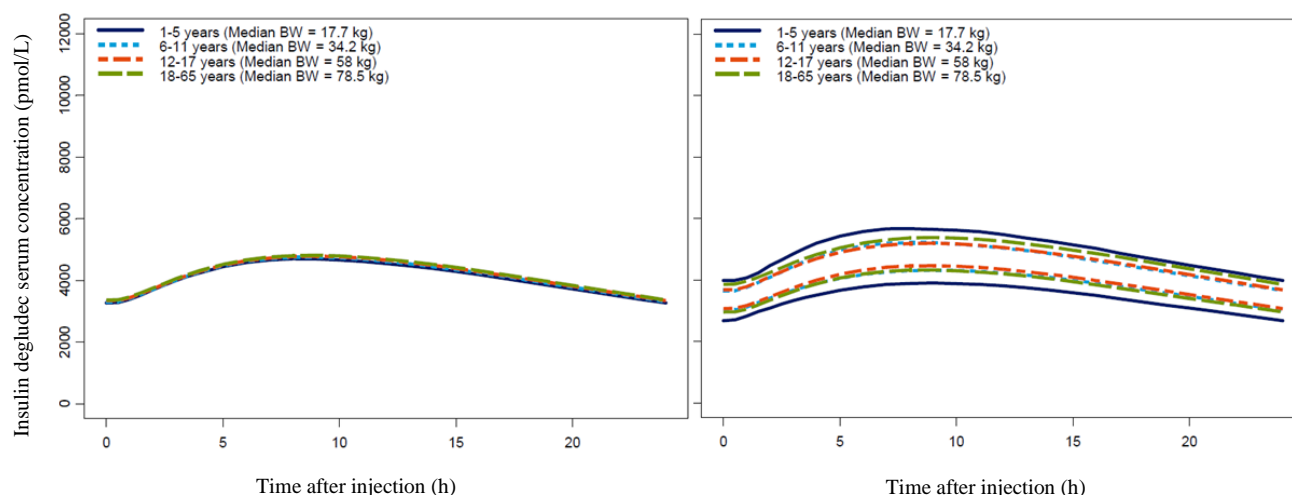 Insulin degludec serum concentration (pmol/L)
12000
10000
8000
6000
4000
2000
0
1-5 years (Median BW = 17.7 kg)
6-11 years (Median BW = 34.2 kg)
12-17 years (Median BW = 58 kg)
18-65 years (Median BW = 78.5 kg)
0 5 10 15 20
Time after injection (h)
1-5 years (Median BW = 17.7 kg)
6-11 years (Median BW = 34.2 kg)
12-17 years (Median BW = 58 kg)
18-65 years (Median BW = 78.5 kg)
0 5 10 15 20
Time after injection (h)